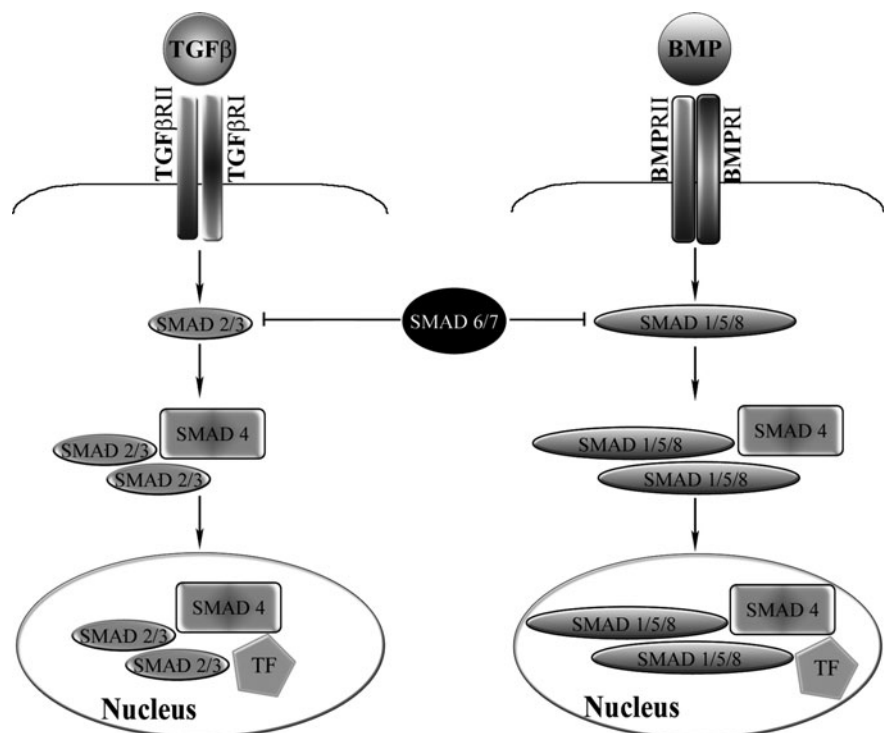 TGFβ
TGFβRII
TGFβRI
SMAD 2/3
SMAD 6/7
SMAD 4
SMAD 2/3
SMAD 2/3
SMAD 4
SMAD 2/3
SMAD 2/3
TF
Nucleus
BMP
BMPRII
BMPRI
SMAD 1/5/8
SMAD 4
SMAD 1/5/8
SMAD 1/5/8
SMAD 4
SMAD 1/5/8
SMAD 1/5/8
TF
Nucleus